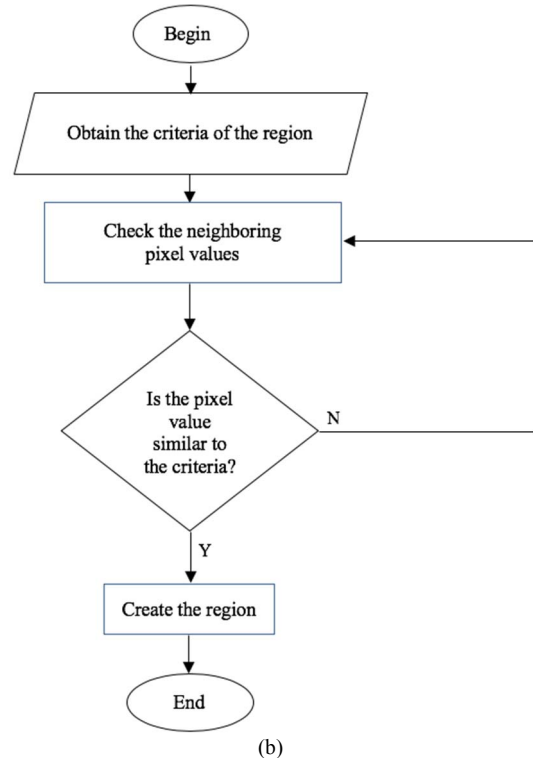 Begin
Obtain the criteria of the region
Check the neighboring
pixel values
Is the pixel
value
similar to
the criteria?
N
Y
Create the region
End
(b)